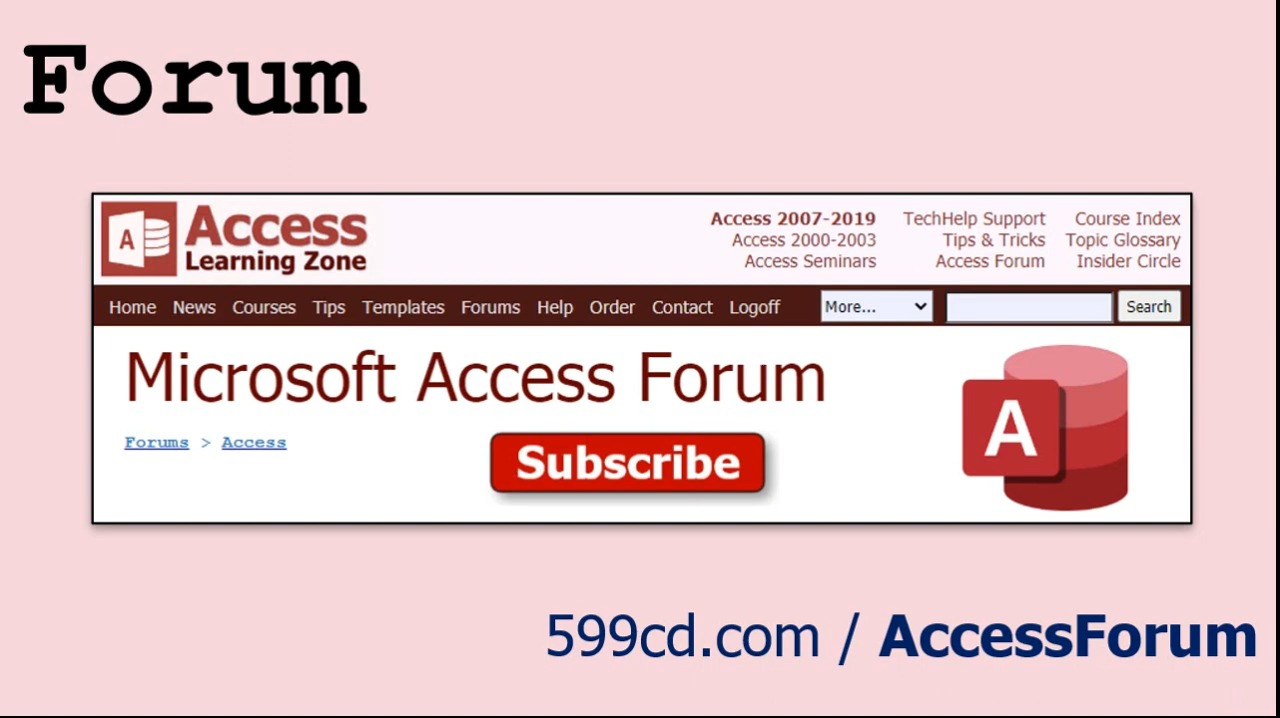 Forum
A
Access
Learning Zone
Access 2007-2019 TechHelp Support Course Index
Access 2000-2003 Tips & Tricks Topic Glossary
Access Seminars Access Forum Insider Circle
Home News Courses Tips Templates Forums Help Order Contact Logoff More... Search
Microsoft Access Forum
A
Forums > Access
Subscribe
599cd.com / AccessForum